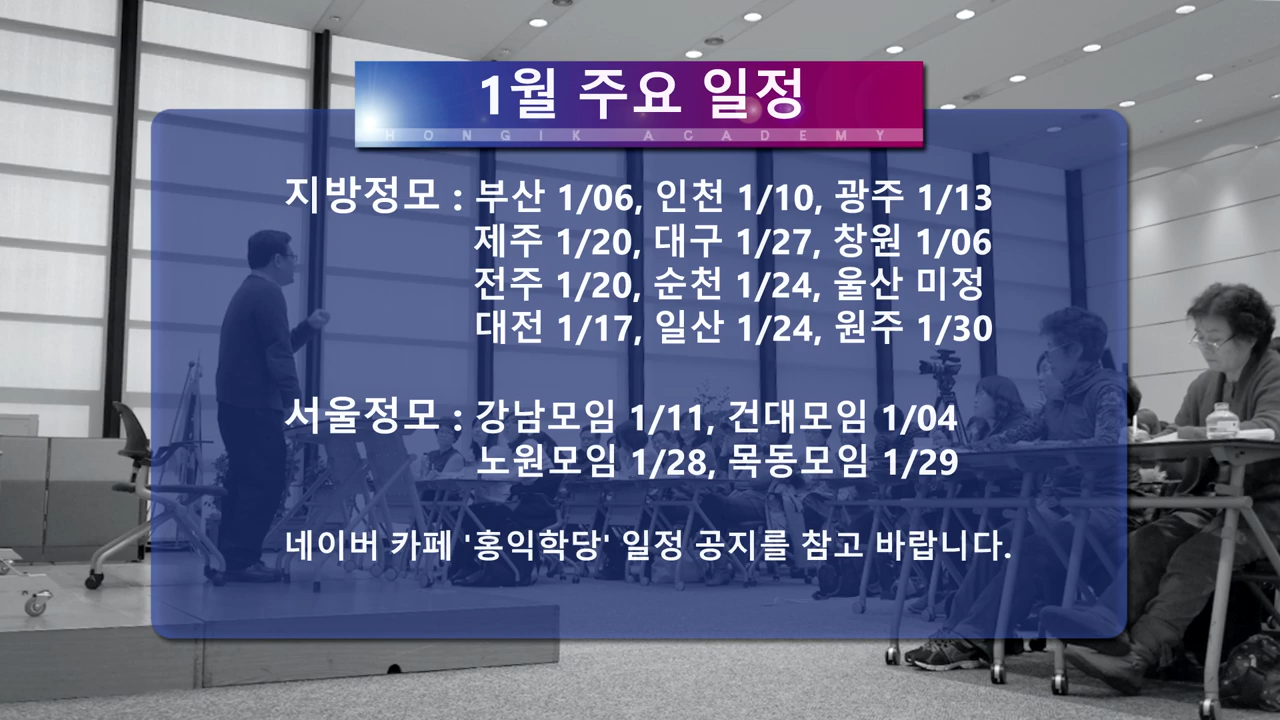 1월 주요 일정
HONGIK ACADEMY
지방정모 : 부산 1/06, 인천 1/10, 광주 1/13
제주 1/20, 대구 1/27, 창원 1/06
전주 1/20, 순천 1/24, 울산 미정
대전 1/17, 일산 1/24, 원주 1/30
서울정모 : 강남모임 1/11, 건대모임 1/04
노원모임 1/28, 목동모임 1/29
네이버 카페 '홍익학당' 일정 공지를 참고 바랍니다.